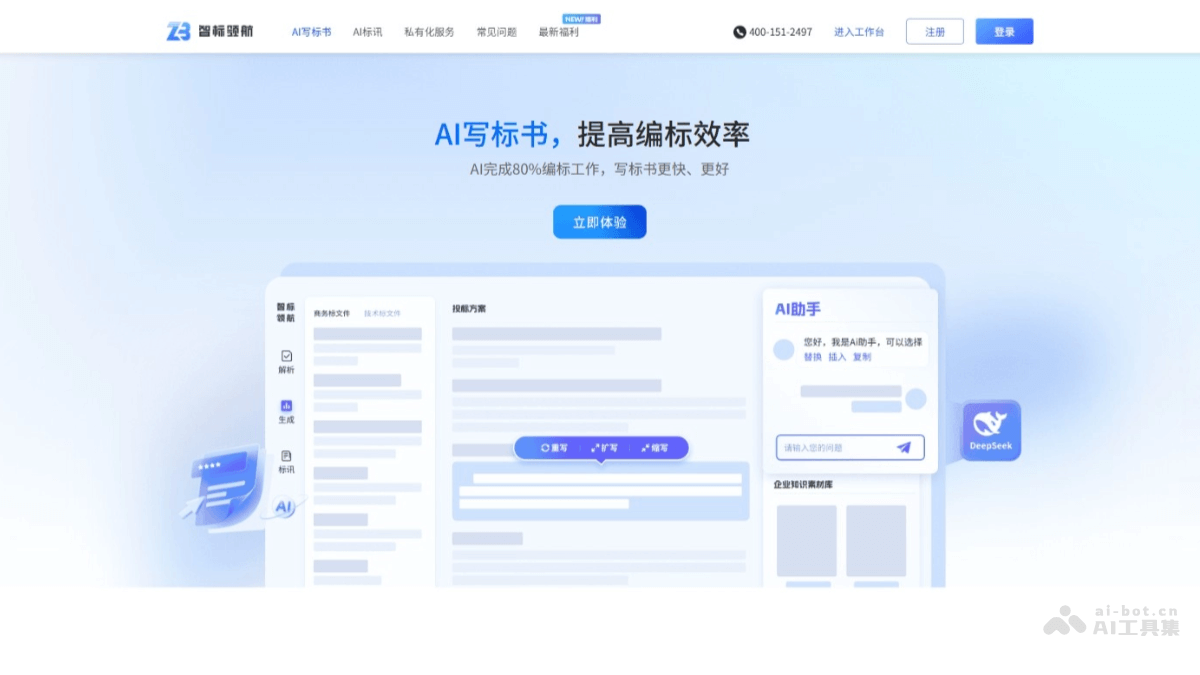 智标领航
AI写标书 AI标讯 私有化服务 常见问题 最新福利
NEW! 福利
400-151-2497 进入工作台 注册 登录
AI写标书，提高编标效率
AI完成80%编标工作，写标书更快、更好
立即体验
智标
领航
解析
生成
标讯
商务标文件 技术标文件
投标方案
重写 扩写 缩写
AI助手
您好，我是Ai助手，可以选择
替换 插入 复制
请输入您的问题
企业知识素材库
AI
DeepSeek
ai-bot.cn
AI工具集